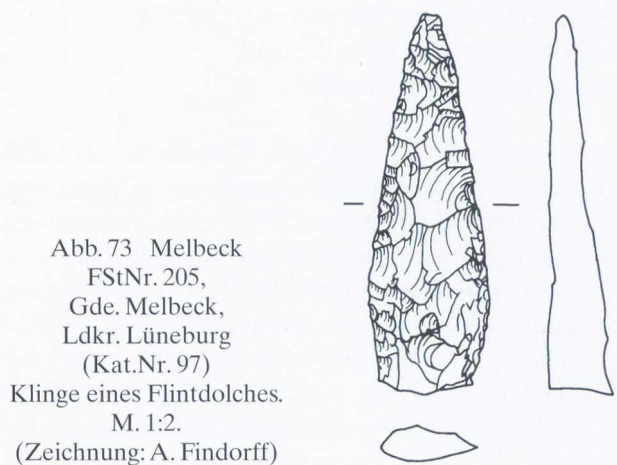 Abb. 73 Melbeck
FStNr. 205,
Gde. Melbeck,
Ldkr. Lüneburg
(Kat.Nr. 97)
Klinge eines Flintdolches.
M. 1:2.
(Zeichnung: A. Findorff)